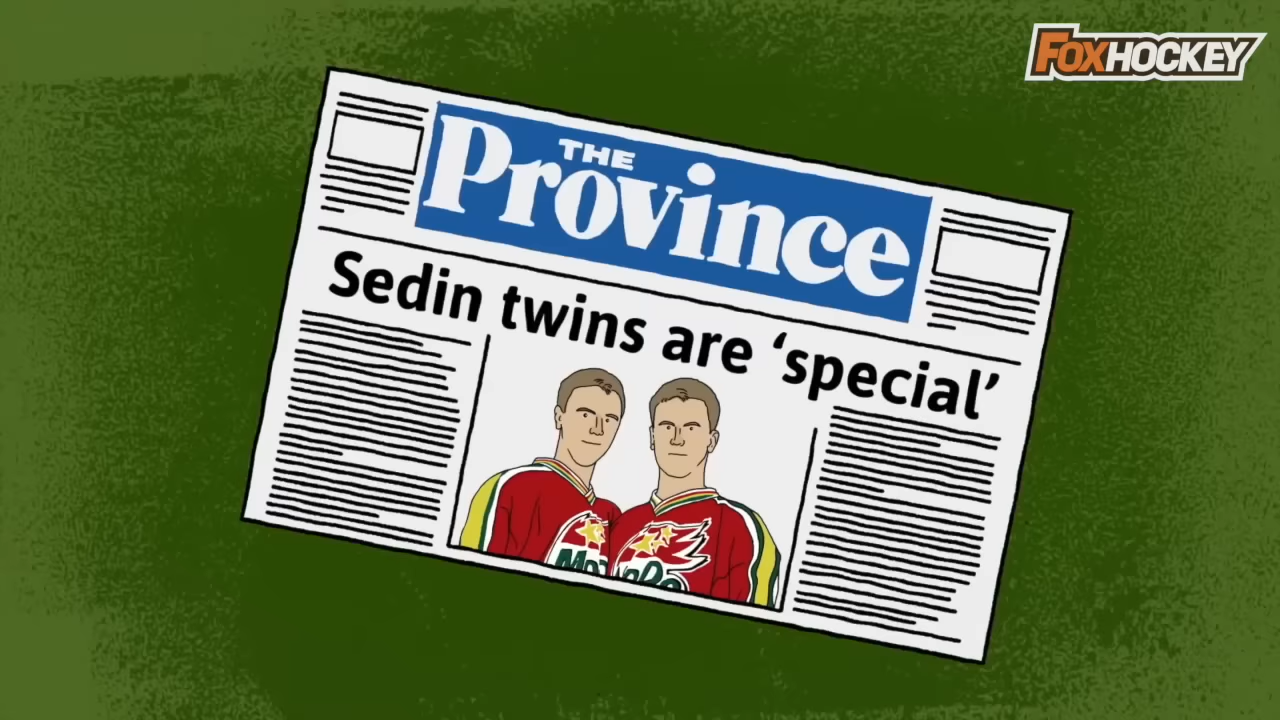 FOXHOCKEY
THE
Province
Sedin twins are ‘special’